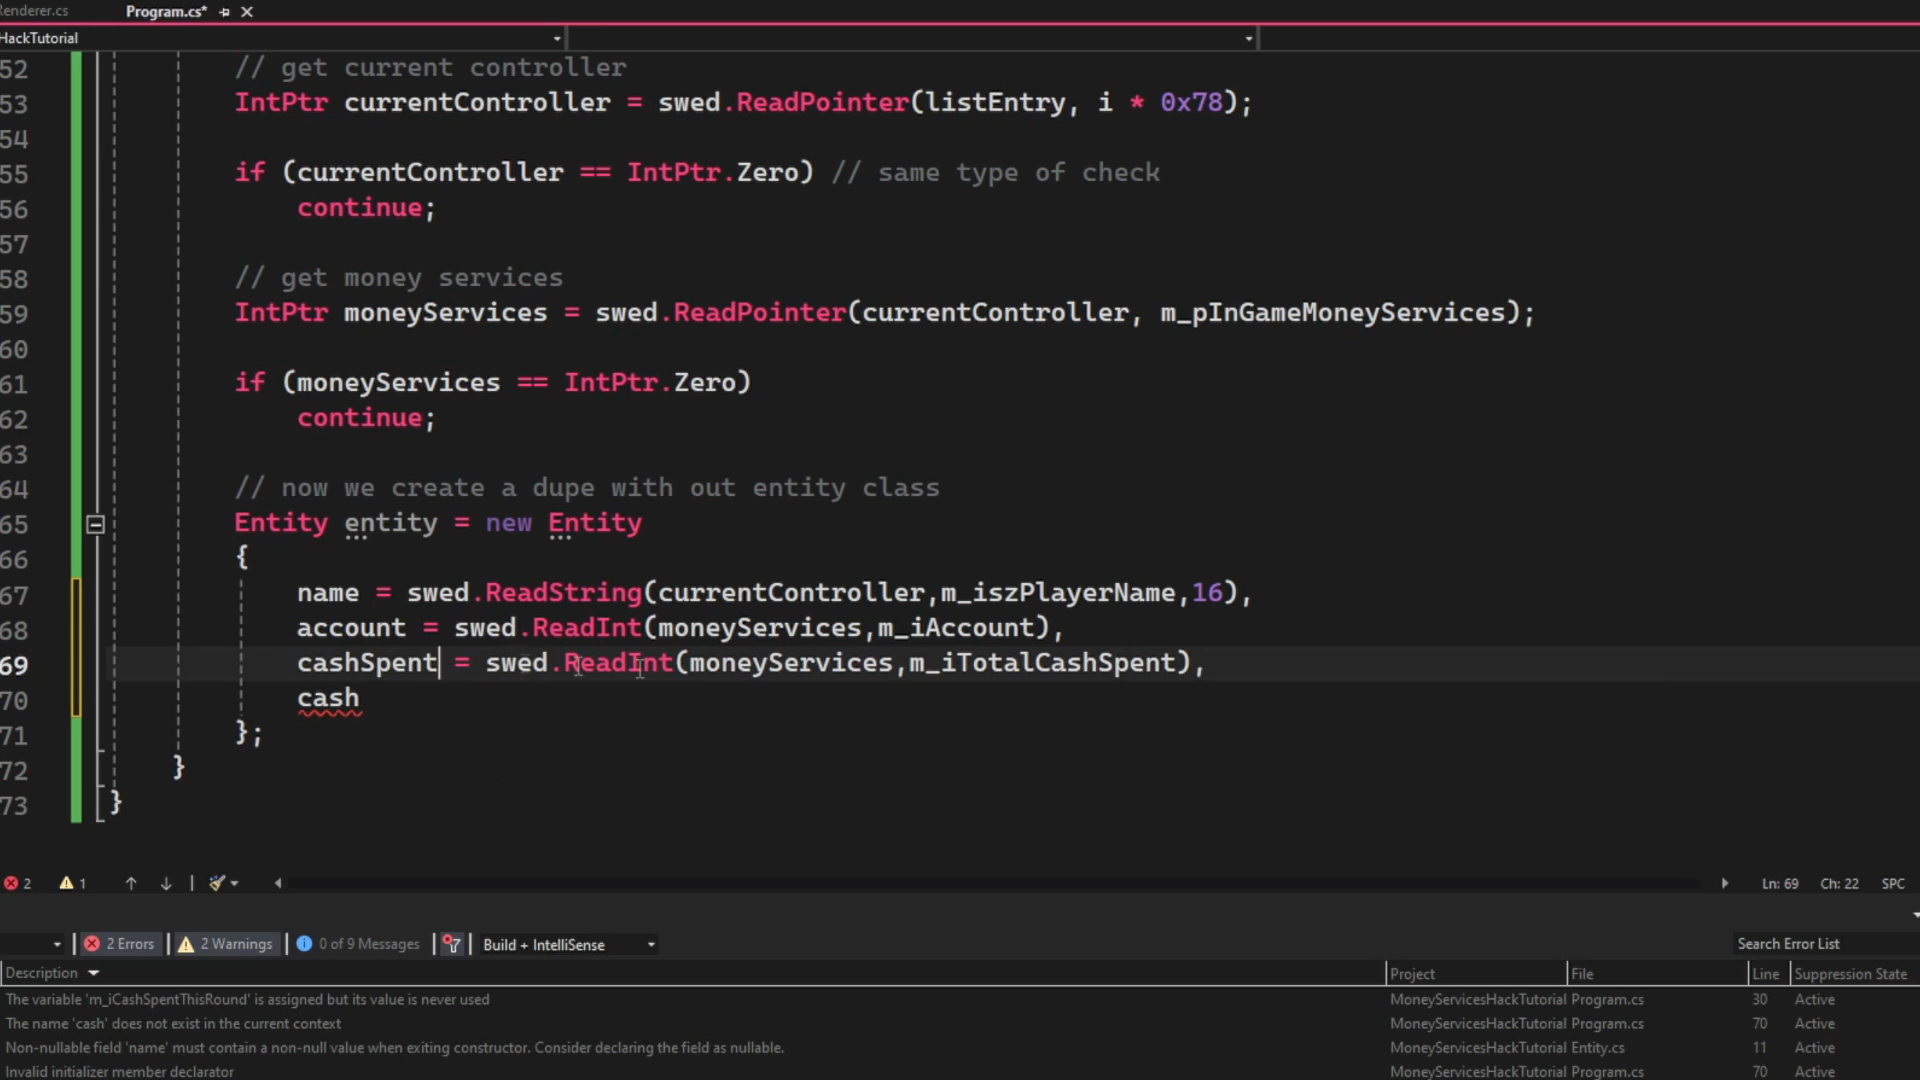 Renderer.cs Program.cs*
HackTutorial
52 // get current controller
53 IntPtr currentController = swed.ReadPointer(listEntry, i * 0x78);
54
55 if (currentController == IntPtr.Zero) // same type of check
56 continue;
57
58 // get money services
59 IntPtr moneyServices = swed.ReadPointer(currentController, m_pInGameMoneyServices);
60
61 if (moneyServices == IntPtr.Zero)
62 continue;
63
64 // now we create a dupe with out entity class
65 Entity entity = new Entity
66 {
67 name = swed.ReadString(currentController,m_iszPlayerName,16),
68 account = swed.ReadInt(moneyServices,m_iAccount),
69 cashSpent = swed.ReadInt(moneyServices,m_iTotalCashSpent),
70 cash
71 };
72 }
73 }
2 1 Ln: 69 Ch: 22 SPC
2 Errors 2 Warnings 0 of 9 Messages Build + IntelliSense Search Error List
Description Project File Line Suppression State
The variable 'm_iCashSpentThisRound' is assigned but its value is never used MoneyServicesHackTutorial Program.cs 30 Active
The name 'cash' does not exist in the current context MoneyServicesHackTutorial Program.cs 70 Active
Non-nullable field 'name' must contain a non-null value when exiting constructor. Consider declaring the field as nullable. MoneyServicesHackTutorial Entity.cs 11 Active
Invalid initializer member declarator MoneyServicesHackTutorial Program.cs 70 Active